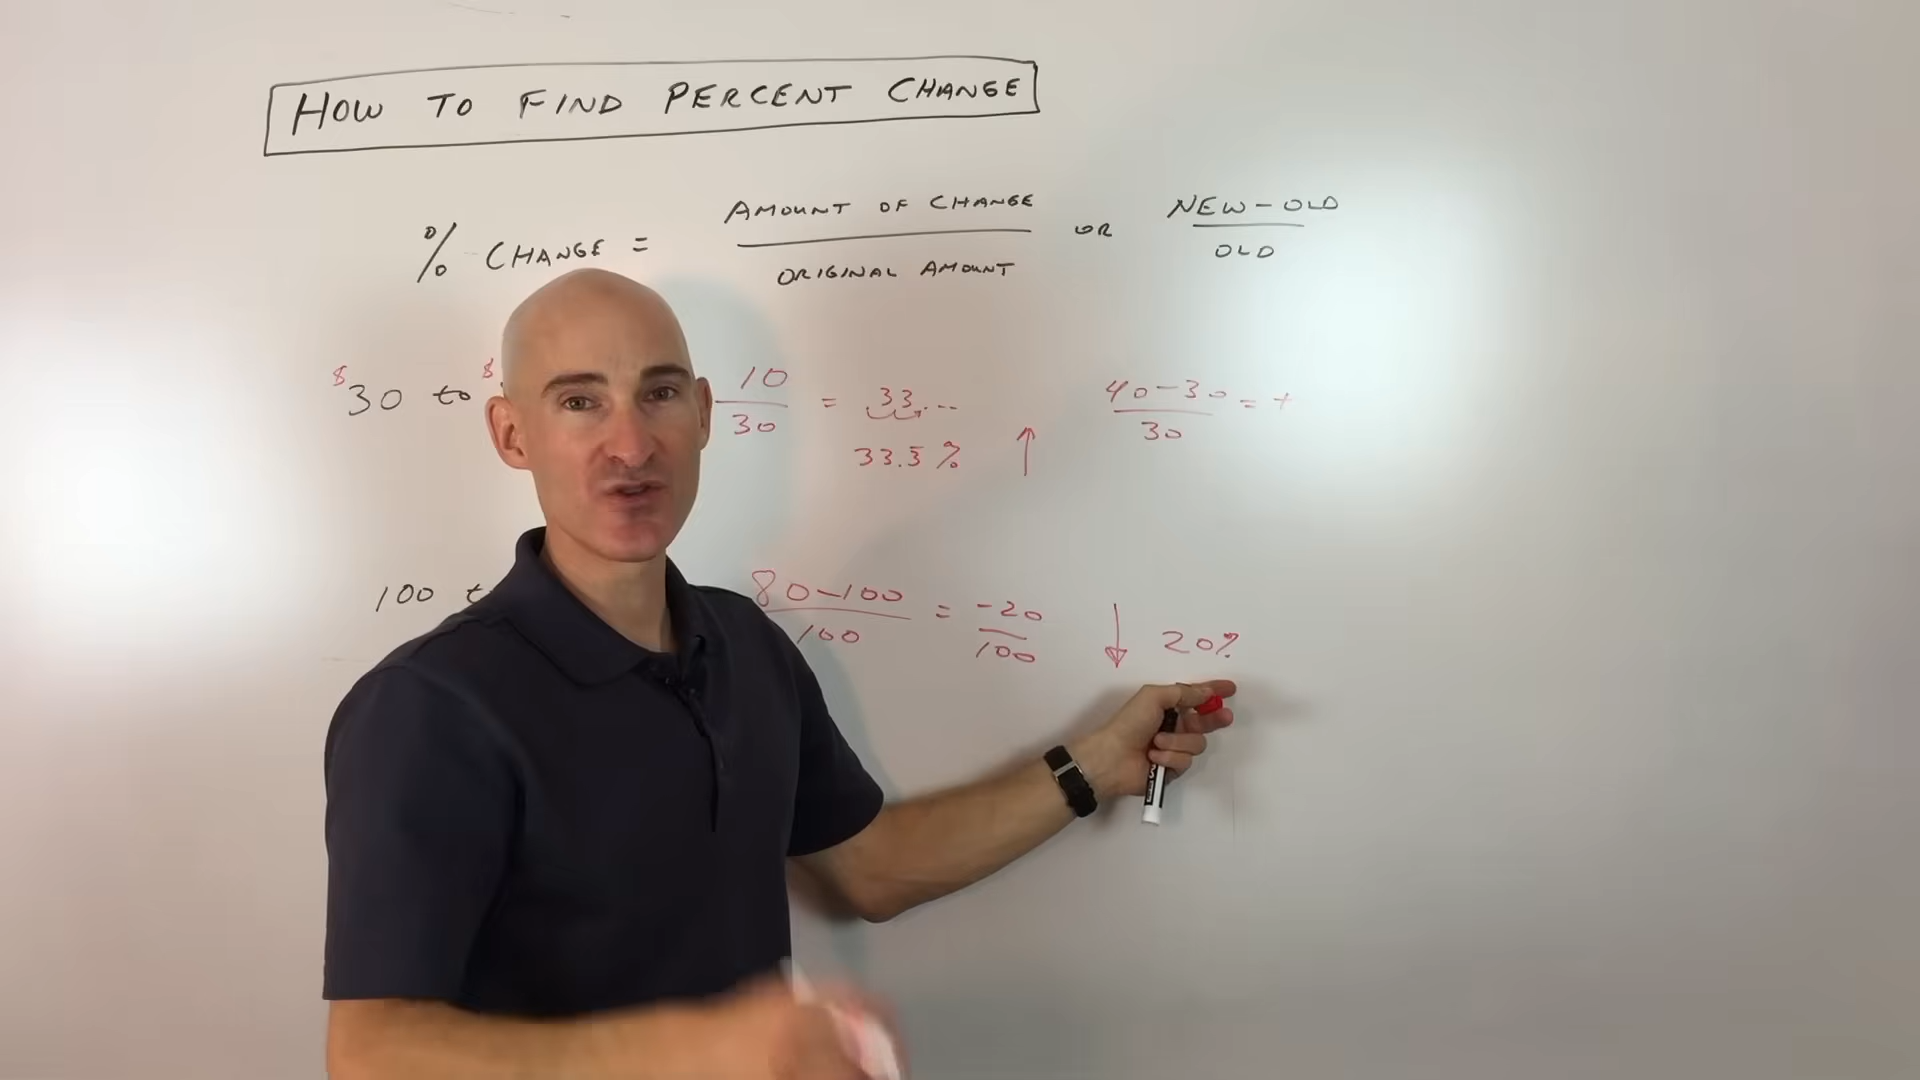 HOW TO FIND PERCENT CHANGE
% CHANGE = AMOUNT OF CHANGE / ORIGINAL AMOUNT OR NEW-OLD / OLD
$30 to $ 10/30 = 33... 40-30/30 = +
33.3% ↑
100 t 80-100/100 = -20/100 ↓ 20%